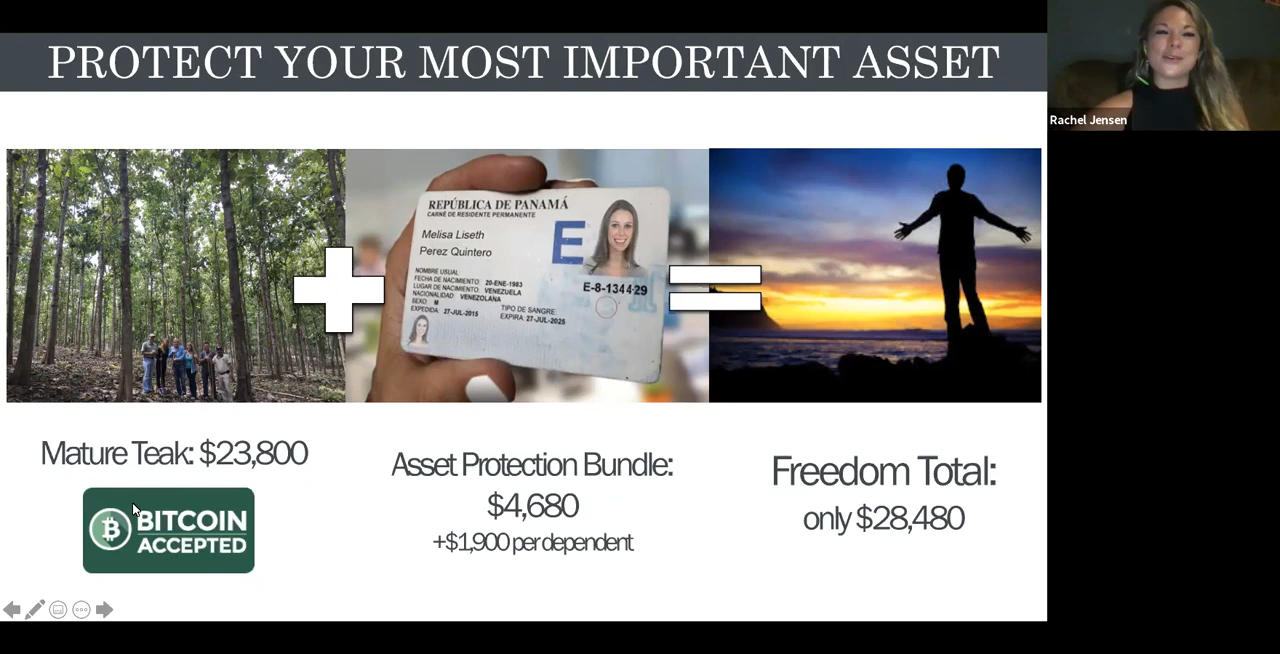 PROTECT YOUR MOST IMPORTANT ASSET
Rachel Jensen
REPÚBLICA DE PANAMÁ
CARNÉ DE RESIDENTE PERMANENTE
Melisa Liseth
Perez Quintero
E
NOMBRE USUAL:
FECHA DE NACIMIENTO: 20-ENE-1983
LUGAR DE NACIMIENTO: VENEZUELA
NACIONALIDAD: VENEZOLANA
SEXO: M
TIPO DE SANGRE:
EXPEDIDA: 27-JUL-2015
EXPIRA: 27-JUL-2025
E-8-134429
Mature Teak: $23,800
BITCOIN
ACCEPTED
Asset Protection Bundle:
$4,680
+$1,900 per dependent
Freedom Total:
only $28,480